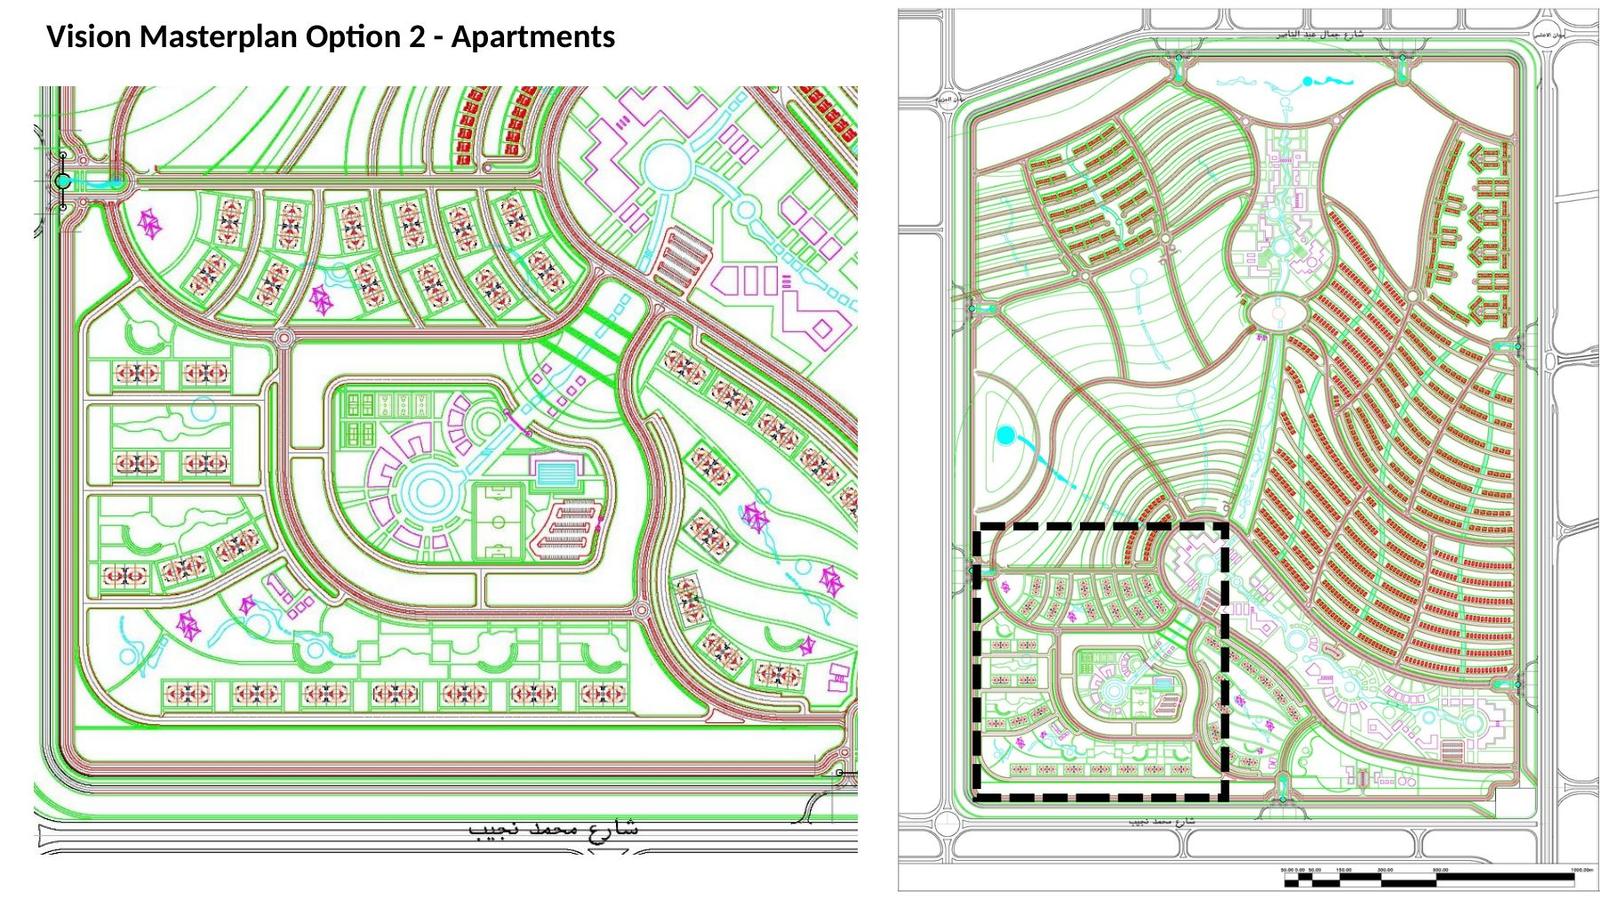 Vision Masterplan Option 2 - Apartments
شارع جمال عبد الناصر
شارع محمد نجيب
شارع محمد نجيب